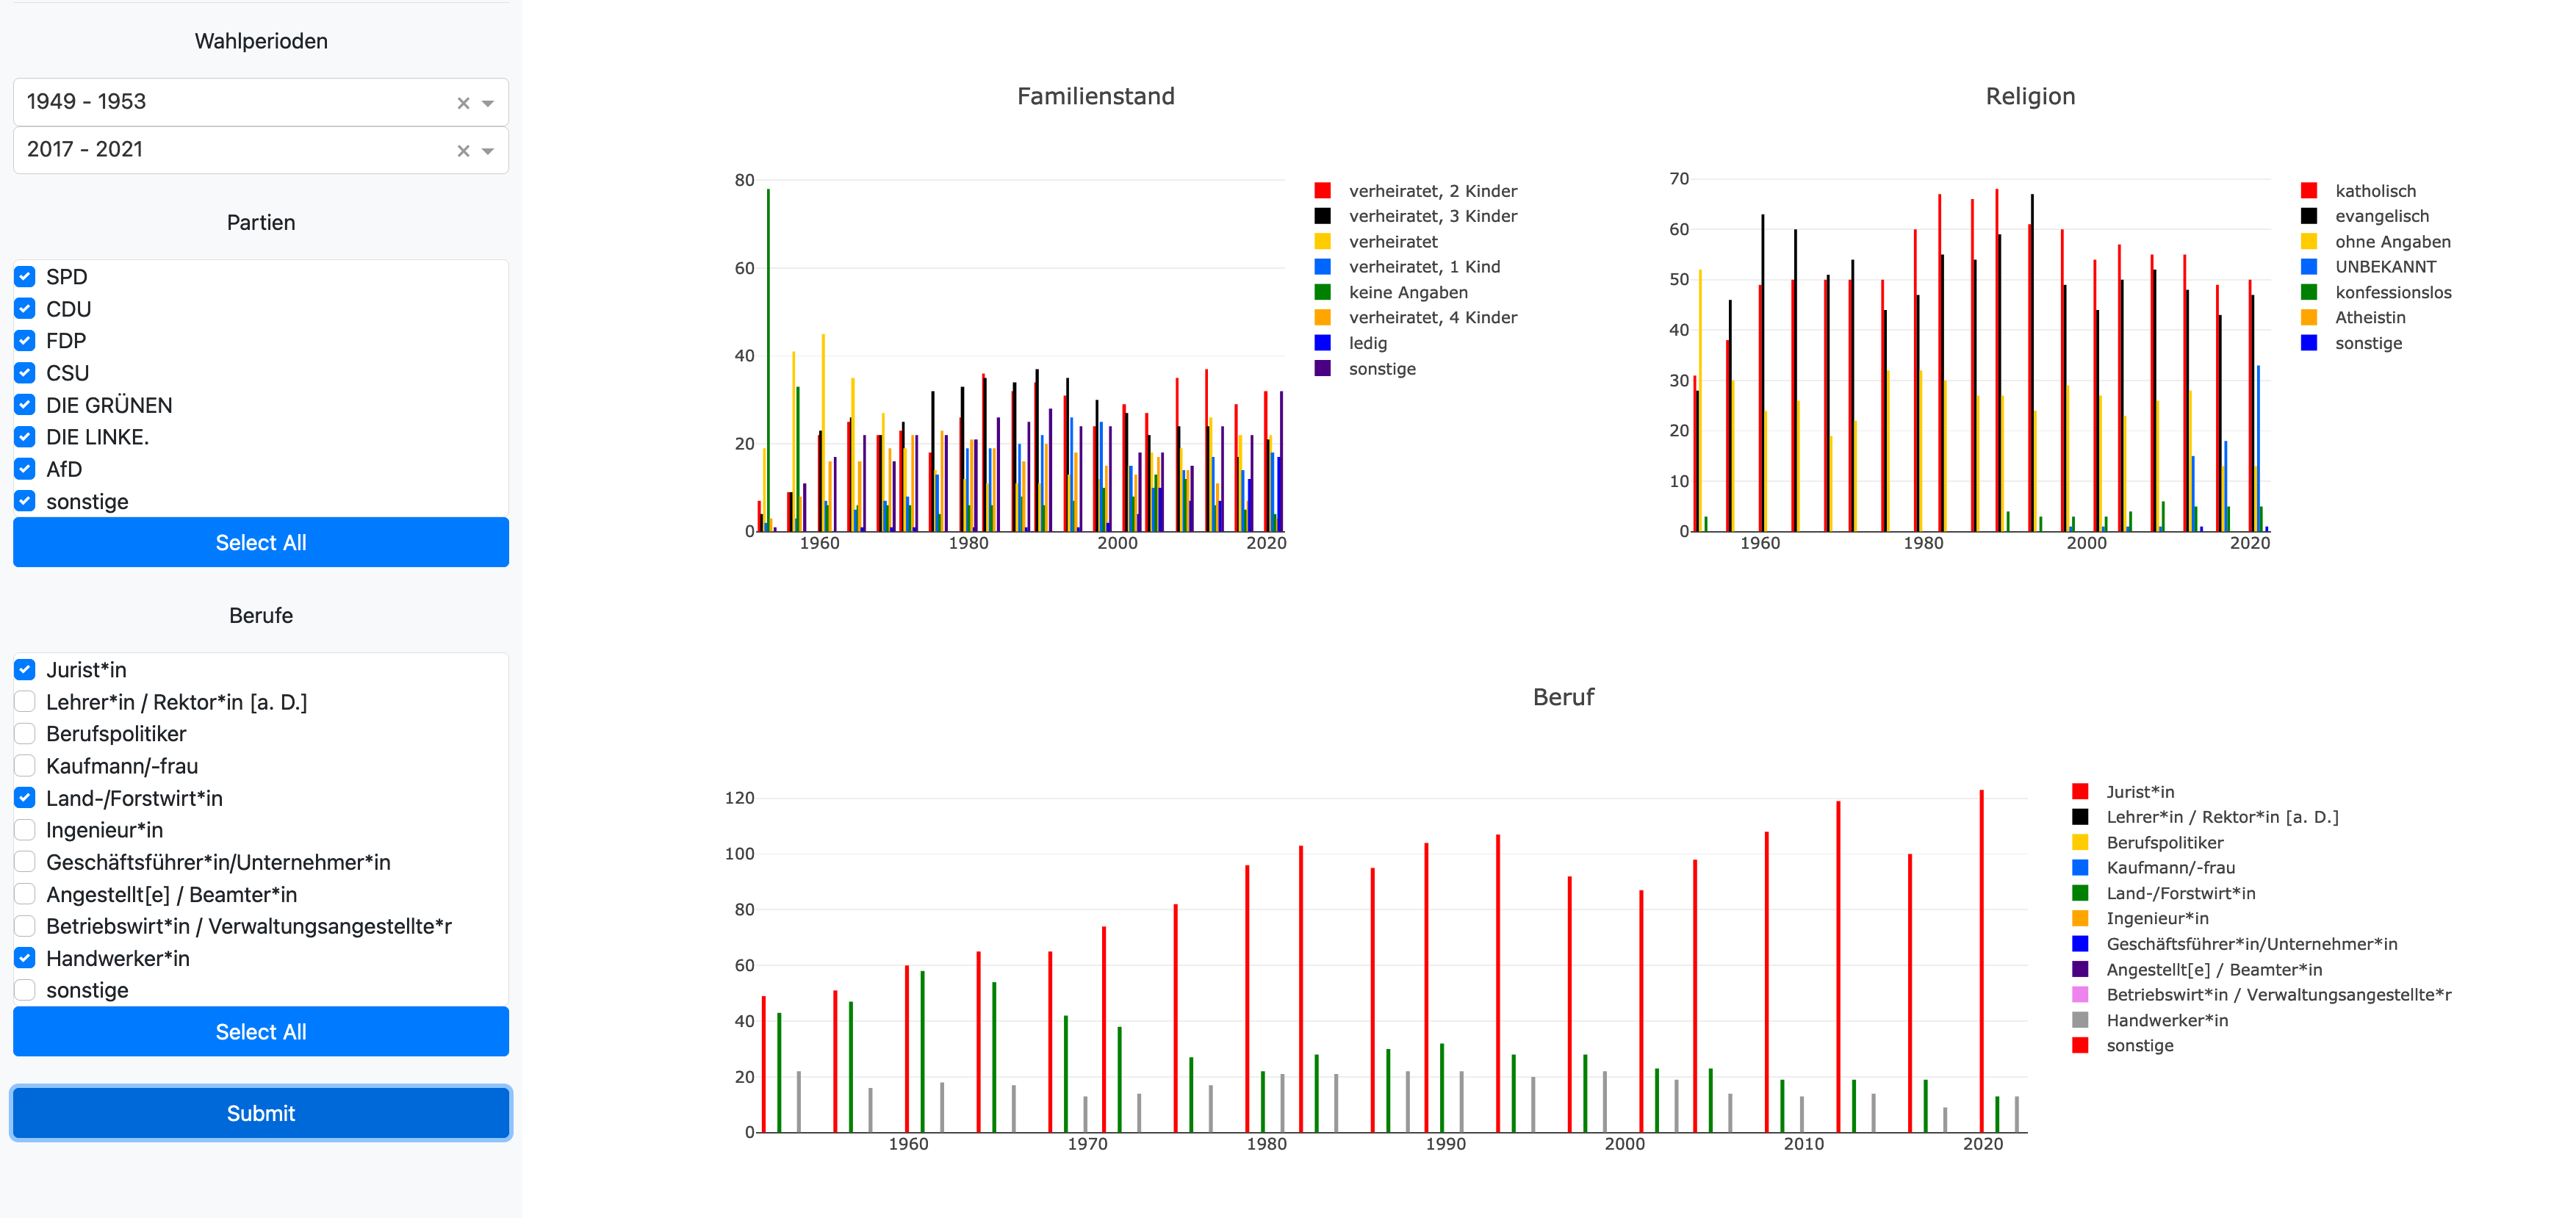 Wahlperioden
1949 - 1953
2017 - 2021
Partien
SPD
CDU
FDP
CSU
DIE GRÜNEN
DIE LINKE.
AfD
sonstige
Select All
Berufe
Jurist*in
Lehrer*in / Rektor*in [a. D.]
Berufspolitiker
Kaufmann/-frau
Land-/Forstwirt*in
Ingenieur*in
Geschäftsführer*in/Unternehmer*in
Angestellt[e] / Beamter*in
Betriebswirt*in / Verwaltungsangestellte*r
Handwerker*in
sonstige
Select All
Submit
Familienstand
80
60
40
20
0
1960 1980 2000 2020
verheiratet, 2 Kinder
verheiratet, 3 Kinder
verheiratet
verheiratet, 1 Kind
keine Angaben
verheiratet, 4 Kinder
ledig
sonstige
Religion
70
60
50
40
30
20
10
0
1960 1980 2000 2020
katholisch
evangelisch
ohne Angaben
UNBEKANNT
konfessionslos
Atheistin
sonstige
Beruf
120
100
80
60
40
20
0
1960 1970 1980 1990 2000 2010 2020
Jurist*in
Lehrer*in / Rektor*in [a. D.]
Berufspolitiker
Kaufmann/-frau
Land-/Forstwirt*in
Ingenieur*in
Geschäftsführer*in/Unternehmer*in
Angestellt[e] / Beamter*in
Betriebswirt*in / Verwaltungsangestellte*r
Handwerker*in
sonstige